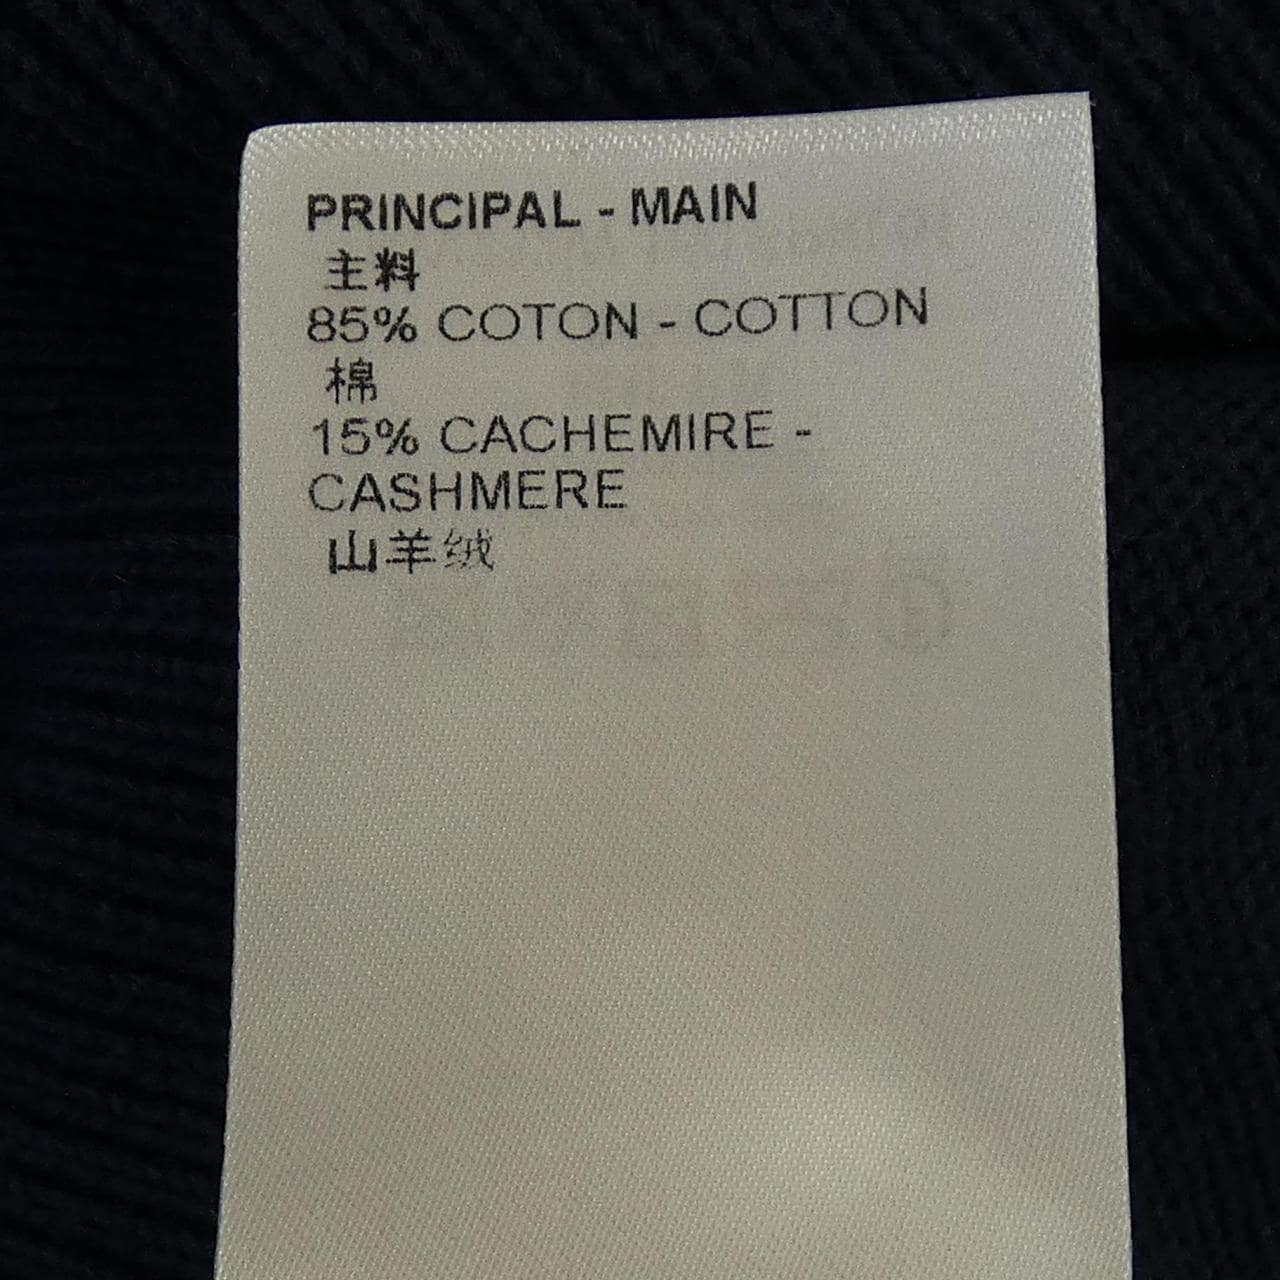 PRINCIPAL - MAIN
主料
85% COTON - COTTON
棉
15% CACHEMIRE -
CASHMERE
山羊绒